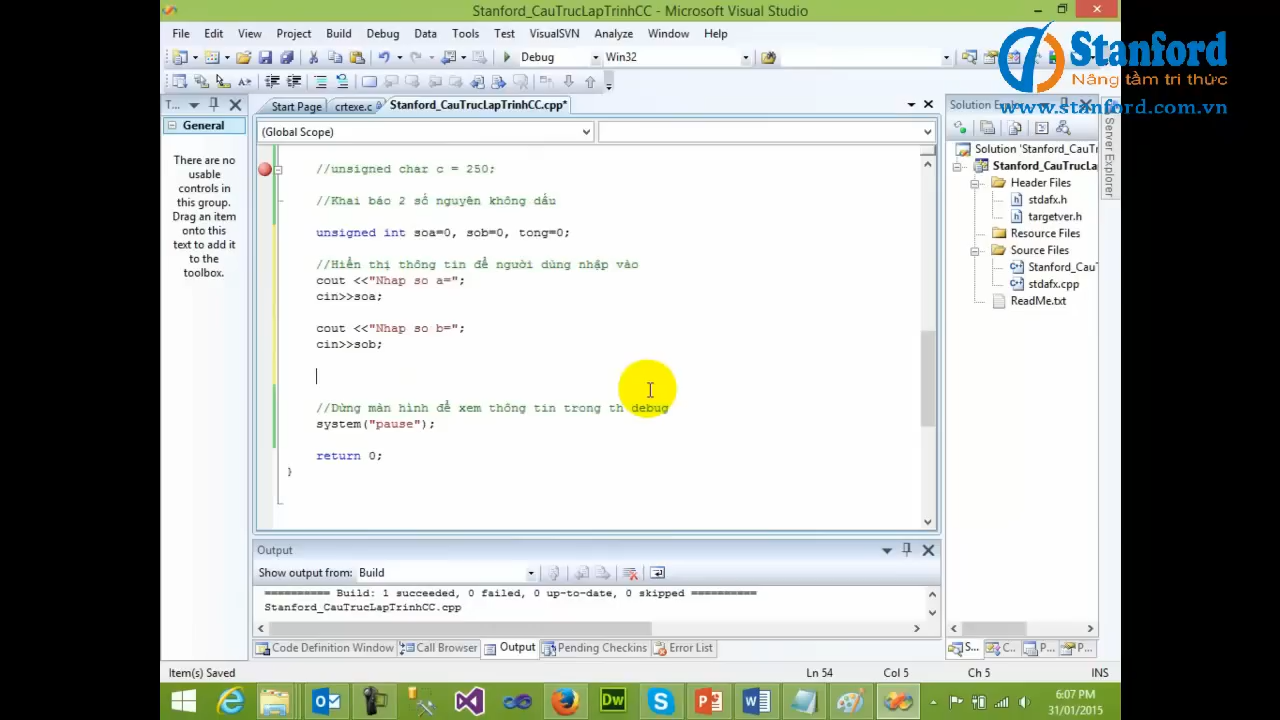 Stanford_CauTrucLapTrinhCC - Microsoft Visual Studio
Stanford
Nâng tầm tri thức
www.stanford.com.vn
File Edit View Project Build Debug Data Tools Test VisualSVN Analyze Window Help
Debug Win32
T...
Start Page crtexe.c Stanford_CauTrucLapTrinhCC.cpp*
General
There are no usable controls in this group. Drag an item onto this text to add it to the toolbox.
(Global Scope)
//unsigned char c = 250;
//Khai báo 2 số nguyên không dấu
unsigned int soa=0, sob=0, tong=0;
//Hiển thị thông tin để người dùng nhập vào
cout <<"Nhap so a=";
cin>>soa;
cout <<"Nhap so b=";
cin>>sob;
//Dừng màn hình để xem thông tin trong th debug
system("pause");
return 0;
}
Solution Explo
Solution 'Stanford_CauTr
Stanford_CauTrucLa
Header Files
stdafx.h
targetver.h
Resource Files
Source Files
Stanford_Cau
stdafx.cpp
ReadMe.txt
Server Explorer
Output
Show output from: Build
========== Build: 1 succeeded, 0 failed, 0 up-to-date, 0 skipped ==========
Stanford_CauTrucLapTrinhCC.cpp
Code Definition Window Call Browser Output Pending Checkins Error List
S... C... P... P...
Item(s) Saved Ln 54 Col 5 Ch 5 INS
6:07 PM
31/01/2015